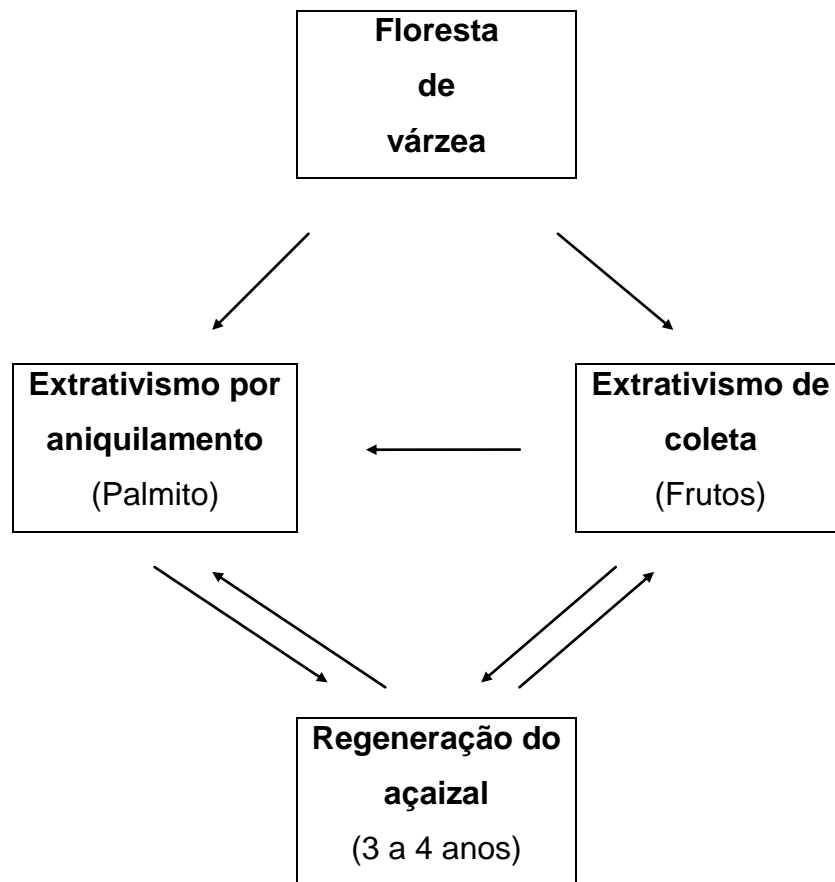 Floresta
de
várzea
Extrativismo por
aniquilamento
(Palmito)
Extrativismo de
coleta
(Frutos)
Regeneração do
açaizal
(3 a 4 anos)